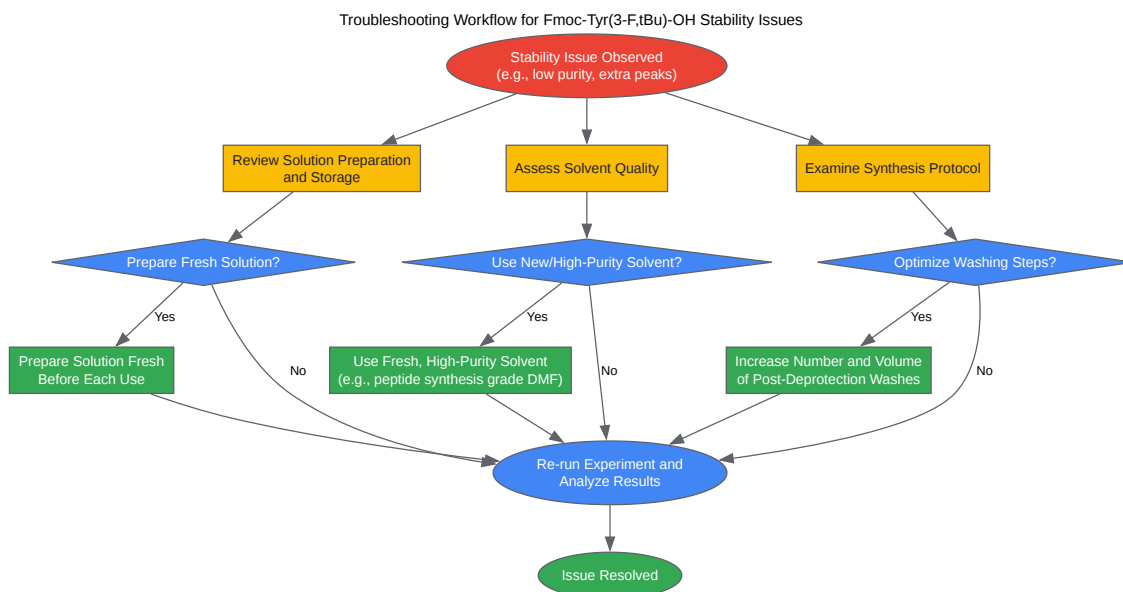 Troubleshooting Workflow for Fmoc-Tyr(3-F,tBu)-OH Stability Issues
Stability Issue Observed
(e.g., low purity, extra peaks)
Review Solution Preparation
and Storage
Assess Solvent Quality
Examine Synthesis Protocol
Prepare Fresh Solution?
Use New/High-Purity Solvent?
Optimize Washing Steps?
Yes
Yes
Yes
Prepare Solution Fresh
Before Each Use
No
Use Fresh, High-Purity Solvent
(e.g., peptide synthesis grade DMF)
No
Increase Number and Volume
of Post-Deprotection Washes
No
Re-run Experiment and
Analyze Results
Issue Resolved